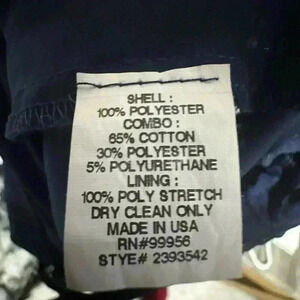 SHELL :
100% POLYESTER
COMBO :
65% COTTON
30% POLYESTER
5% POLYURETHANE
LINING :
100% POLY STRETCH
DRY CLEAN ONLY
MADE IN USA
RN#99956
STYE# 2393542